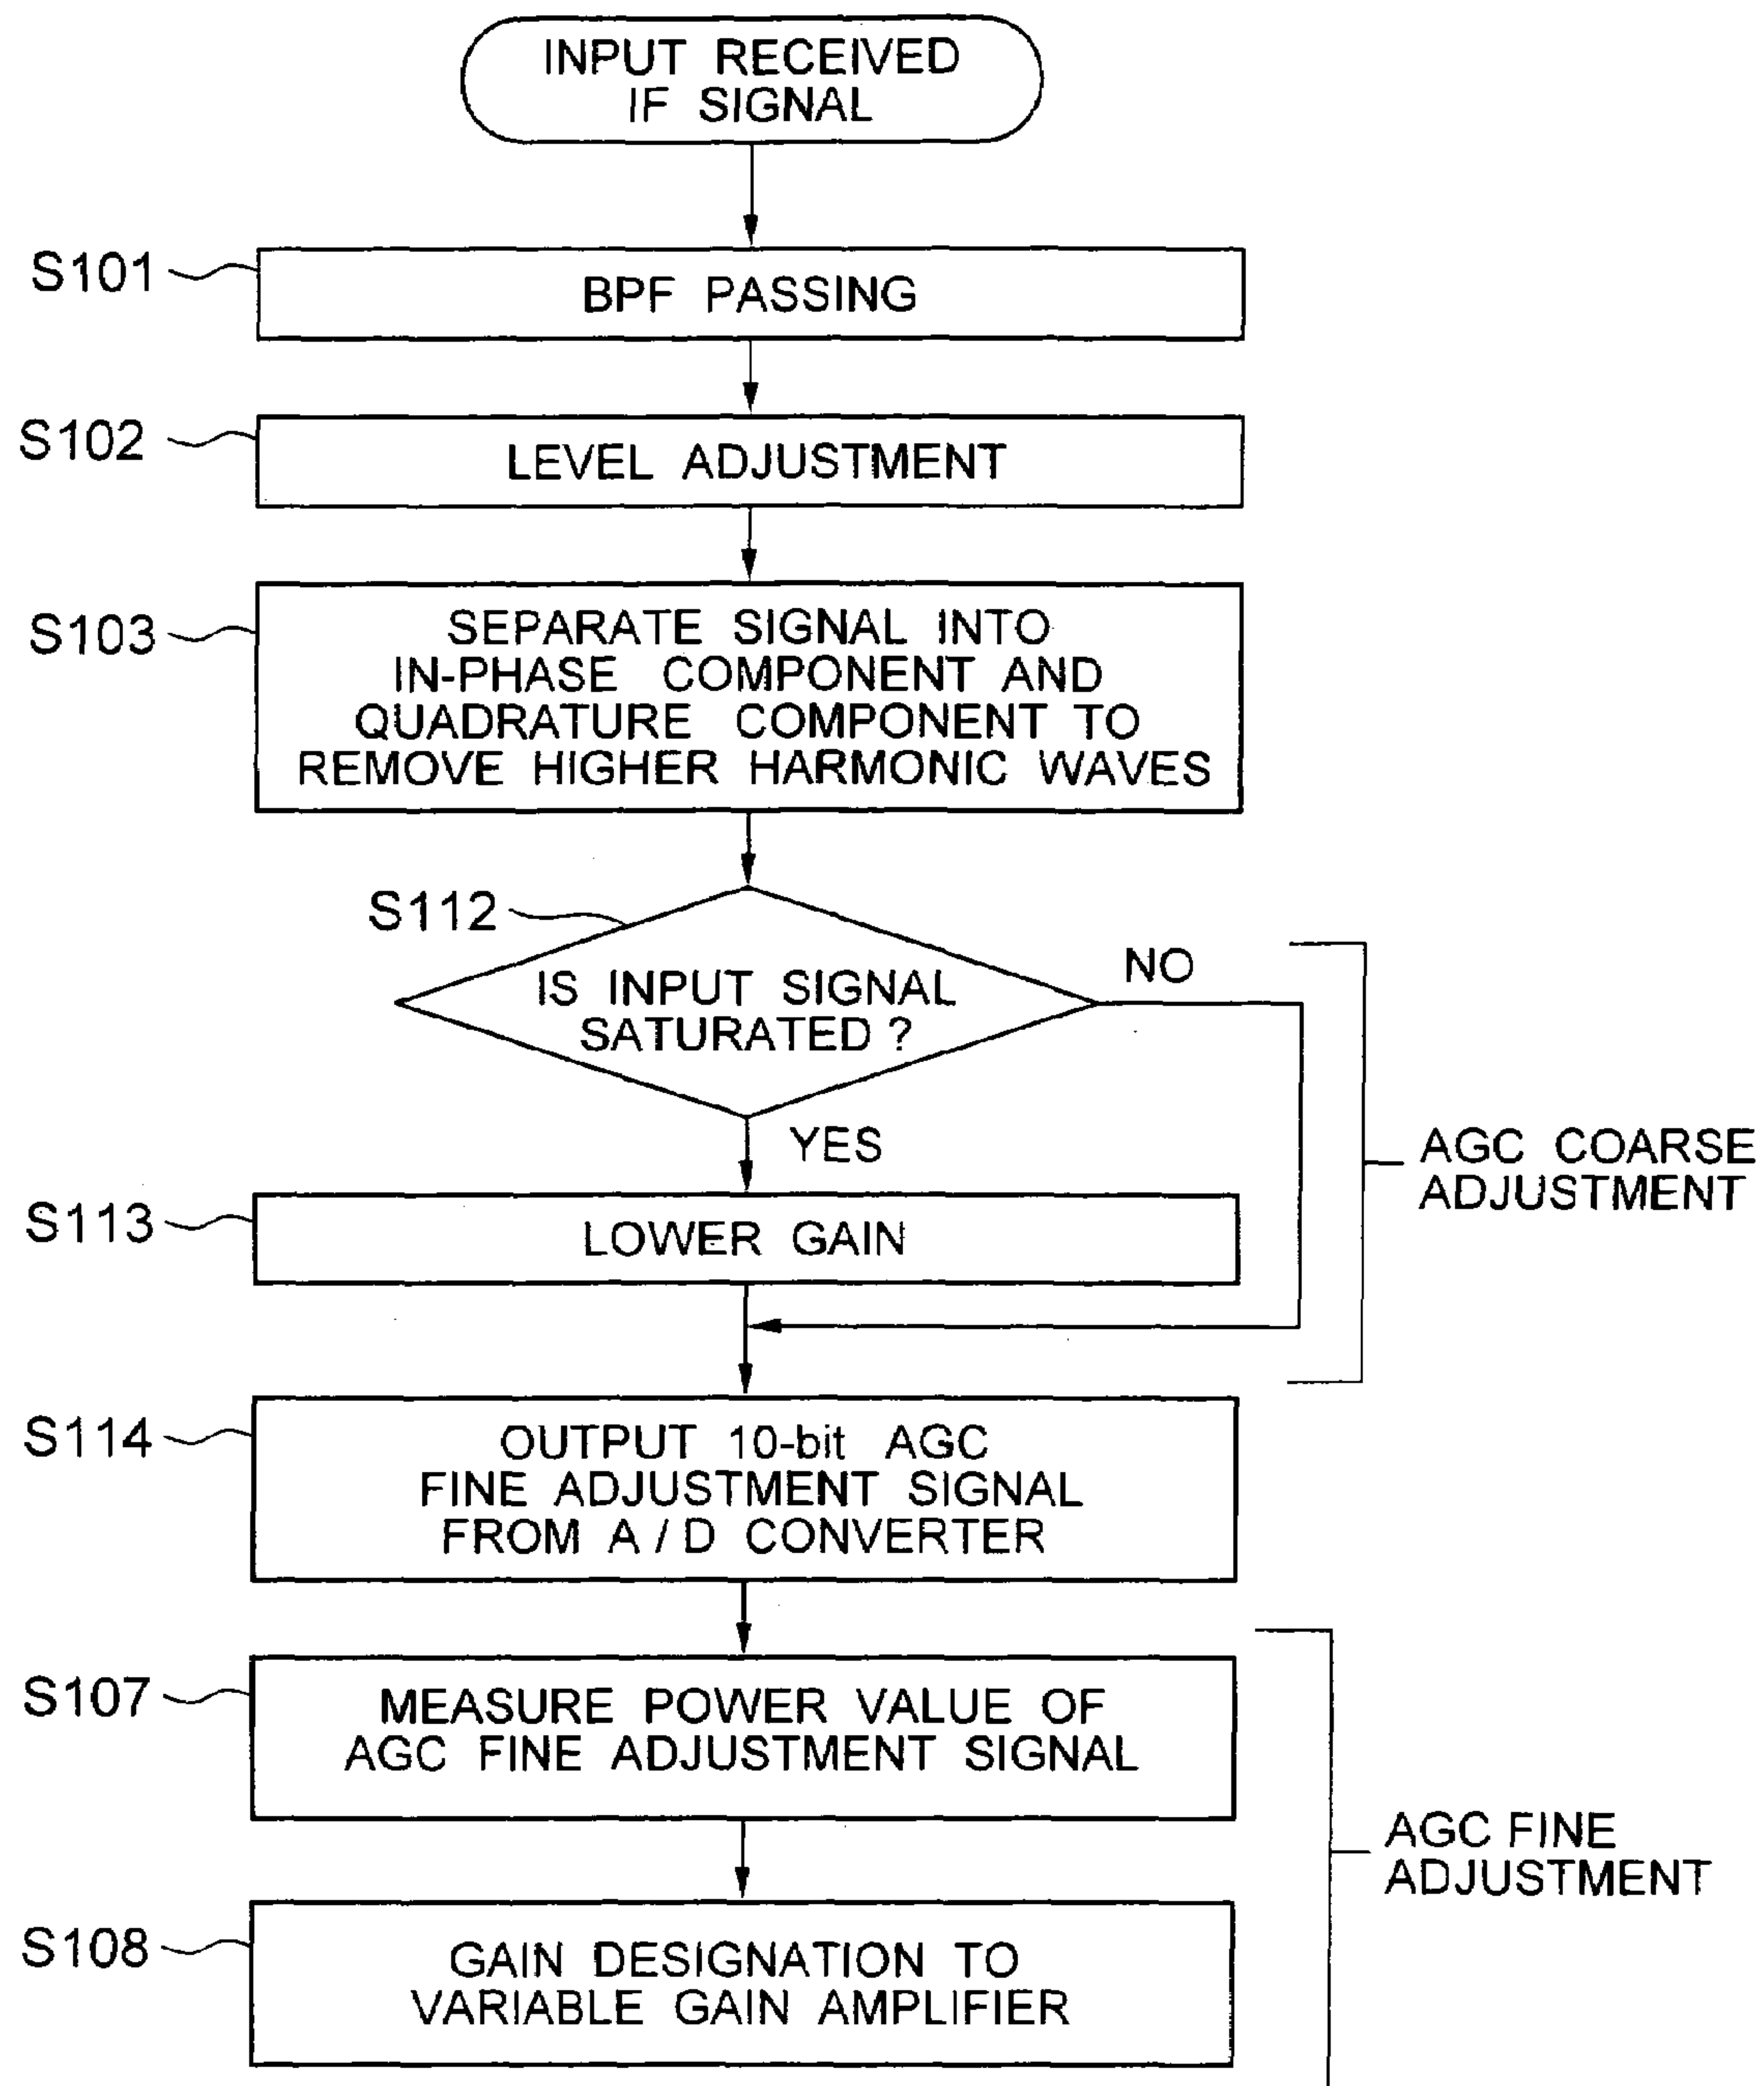 INPUT RECEIVED
IF SIGNAL
S101
BPF PASSING
S102
LEVEL ADJUSTMENT
S103
SEPARATE SIGNAL INTO
IN-PHASE COMPONENT AND
QUADRATURE COMPONENT TO
REMOVE HIGHER HARMONIC WAVES
S112
IS INPUT SIGNAL
SATURATED ?
NO
YES
AGC COARSE
ADJUSTMENT
S113
LOWER GAIN
S114
OUTPUT 10-bit AGC
FINE ADJUSTMENT SIGNAL
FROM A / D CONVERTER
S107
MEASURE POWER VALUE OF
AGC FINE ADJUSTMENT SIGNAL
AGC FINE
ADJUSTMENT
S108
GAIN DESIGNATION TO
VARIABLE GAIN AMPLIFIER